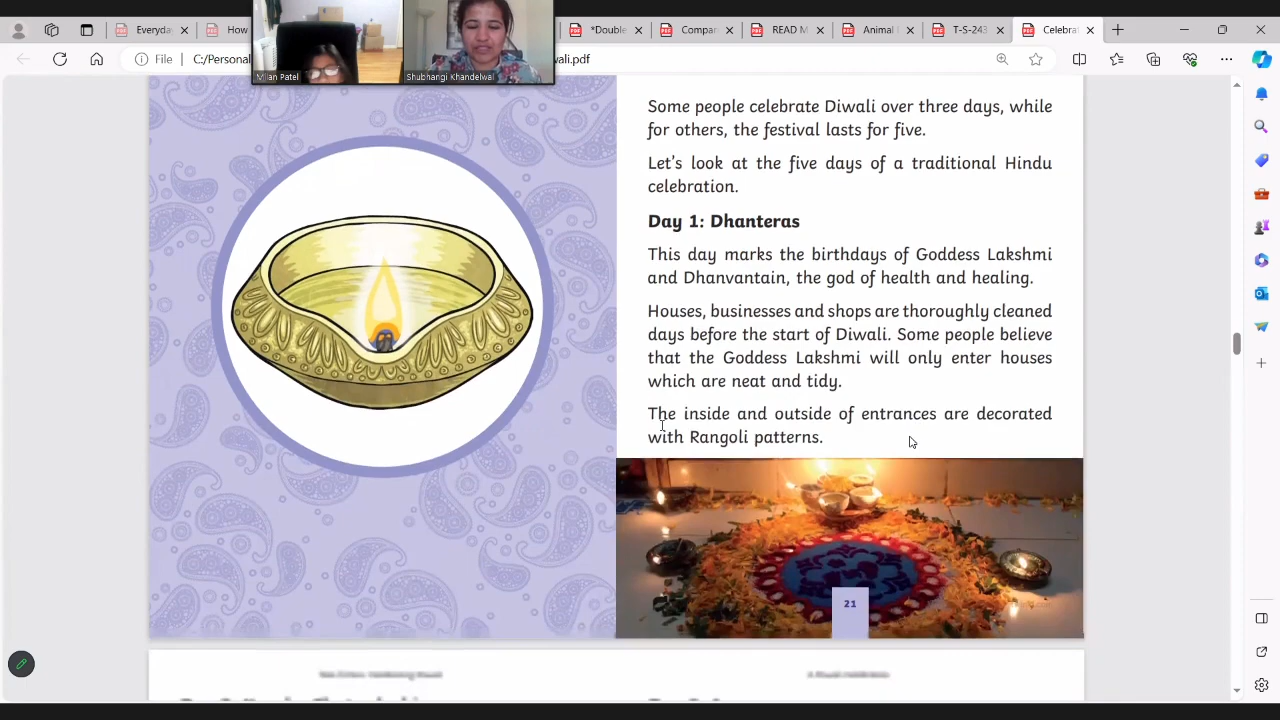 Everyday
How
*Double
Compar
READ M
Animal
T-S-243
Celebrat
File
C:/Personal
wali.pdf
Milan Patel
Shubhangi Khandelwal
Some people celebrate Diwali over three days, while
for others, the festival lasts for five.
Let's look at the five days of a traditional Hindu
celebration.
Day 1: Dhanteras
This day marks the birthdays of Goddess Lakshmi
and Dhanvantain, the god of health and healing.
Houses, businesses and shops are thoroughly cleaned
days before the start of Diwali. Some people believe
that the Goddess Lakshmi will only enter houses
which are neat and tidy.
The inside and outside of entrances are decorated
with Rangoli patterns.
21